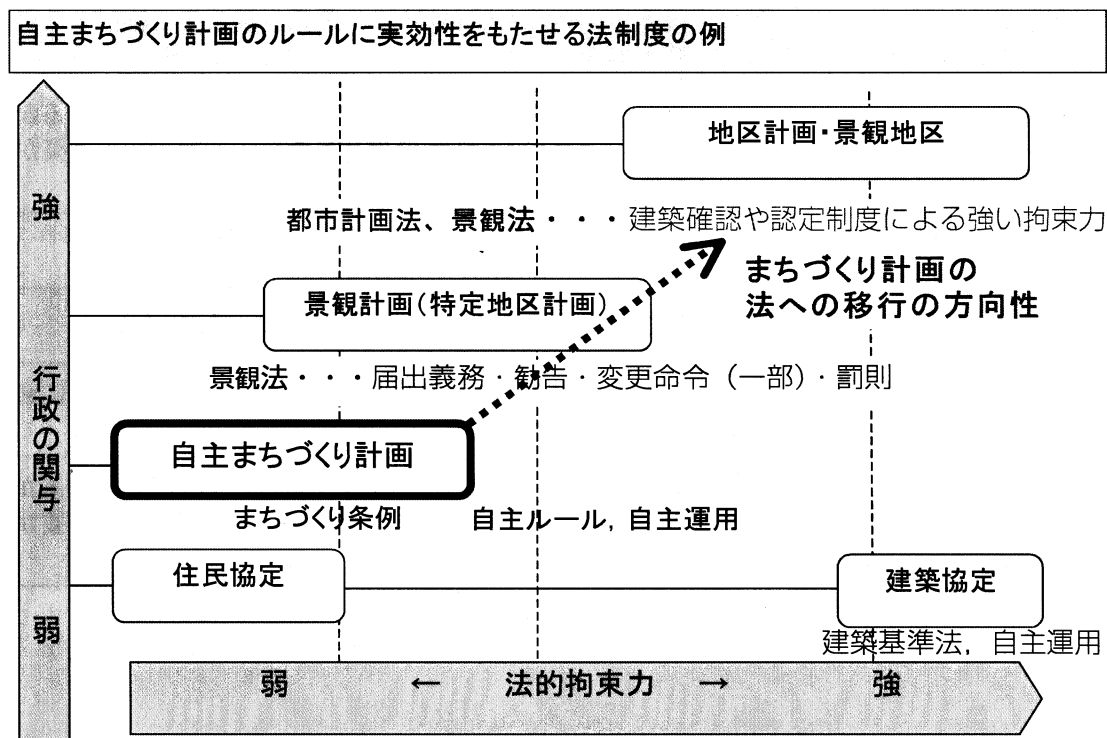 自主まちづくり計画のルールに実効性をもたせる法制度の例
地区計画・景観地区
強
都市計画法、景観法・・・建築確認や認定制度による強い拘束力
まちづくり計画の
法への移行の方向性
景観計画(特定地区計画)
景観法・・・届出義務・勧告・変更命令（一部）・罰則
行政の関与
自主まちづくり計画
まちづくり条例
自主ルール，自主運用
住民協定
建築協定
弱
建築基準法，自主運用
弱 ← 法的拘束力 → 強